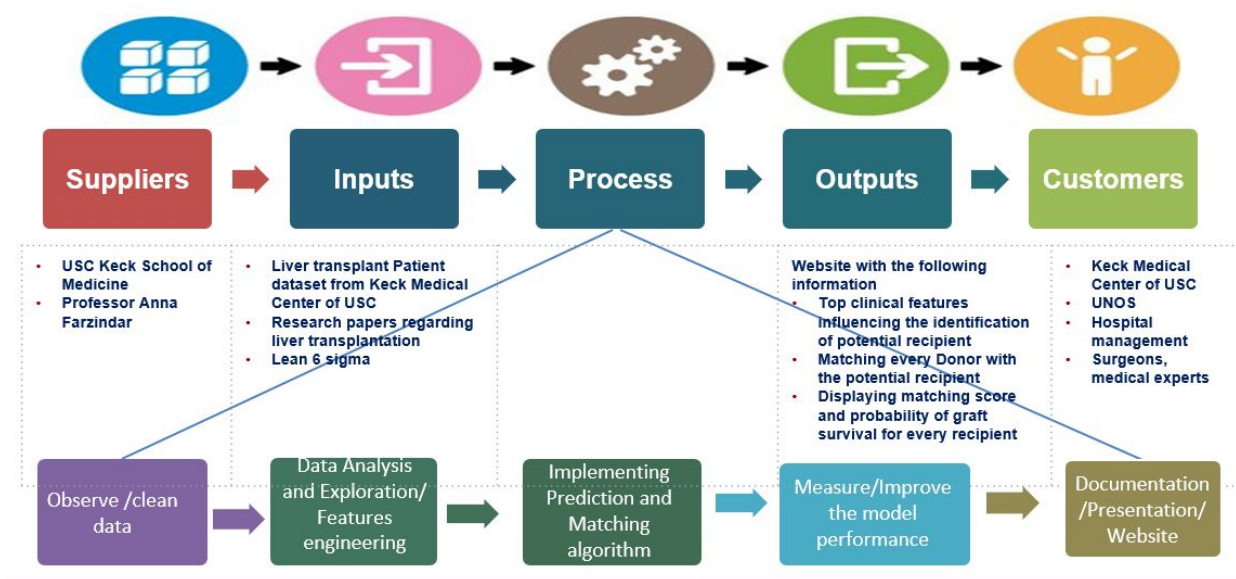 Suppliers
Inputs
Process
Outputs
Customers
• USC Keck School of
Medicine
• Professor Anna
Farzindar
• Liver transplant Patient
dataset from Keck Medical
Center of USC
• Research papers regarding
liver transplantation
• Lean 6 sigma
Website with the following
information
• Top clinical features
influencing the identification
of potential recipient
• Matching every Donor with
the potential recipient
• Displaying matching score
and probability of graft
survival for every recipient
• Keck Medical
Center of USC
• UNOS
• Hospital
management
• Surgeons,
medical experts
Observe /clean
data
Data Analysis
and Exploration/
Features
engineering
Implementing
Prediction and
Matching
algorithm
Measure/Improve
the model
performance
Documentation
/Presentation/
Website